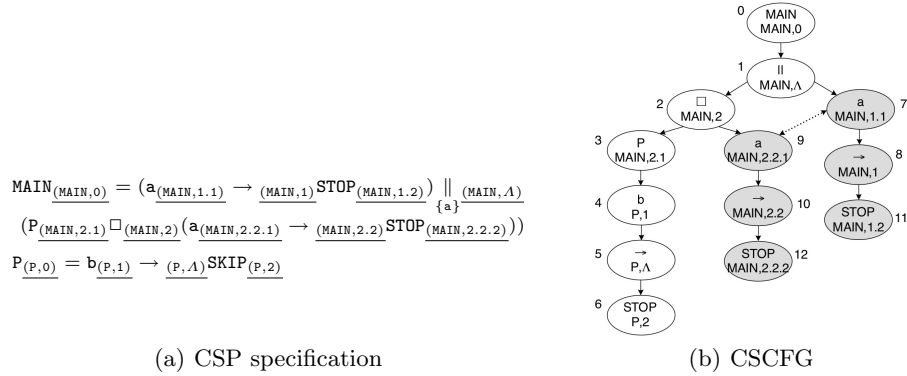 MAIN(MAIN,0) = (a(MAIN,1.1) → (MAIN,1)STOP(MAIN,1.2)) ‖{a} (MAIN,Λ)
(P(MAIN,2.1)□(MAIN,2)(a(MAIN,2.2.1) → (MAIN,2.2)STOP(MAIN,2.2.2)))
P(P,0) = b(P,1) → (P,Λ)SKIP(P,2)
(a) CSP specification
0
MAIN
MAIN,0
1
||
MAIN,Λ
2
□
MAIN,2
a
MAIN,1.1
7
3
P
MAIN,2.1
a
MAIN,2.2.1
9
→
MAIN,1
8
4
b
P,1
→
MAIN,2.2
10
STOP
MAIN,1.2
11
5
→
P,Λ
STOP
MAIN,2.2.2
12
6
STOP
P,2
(b) CSCFG